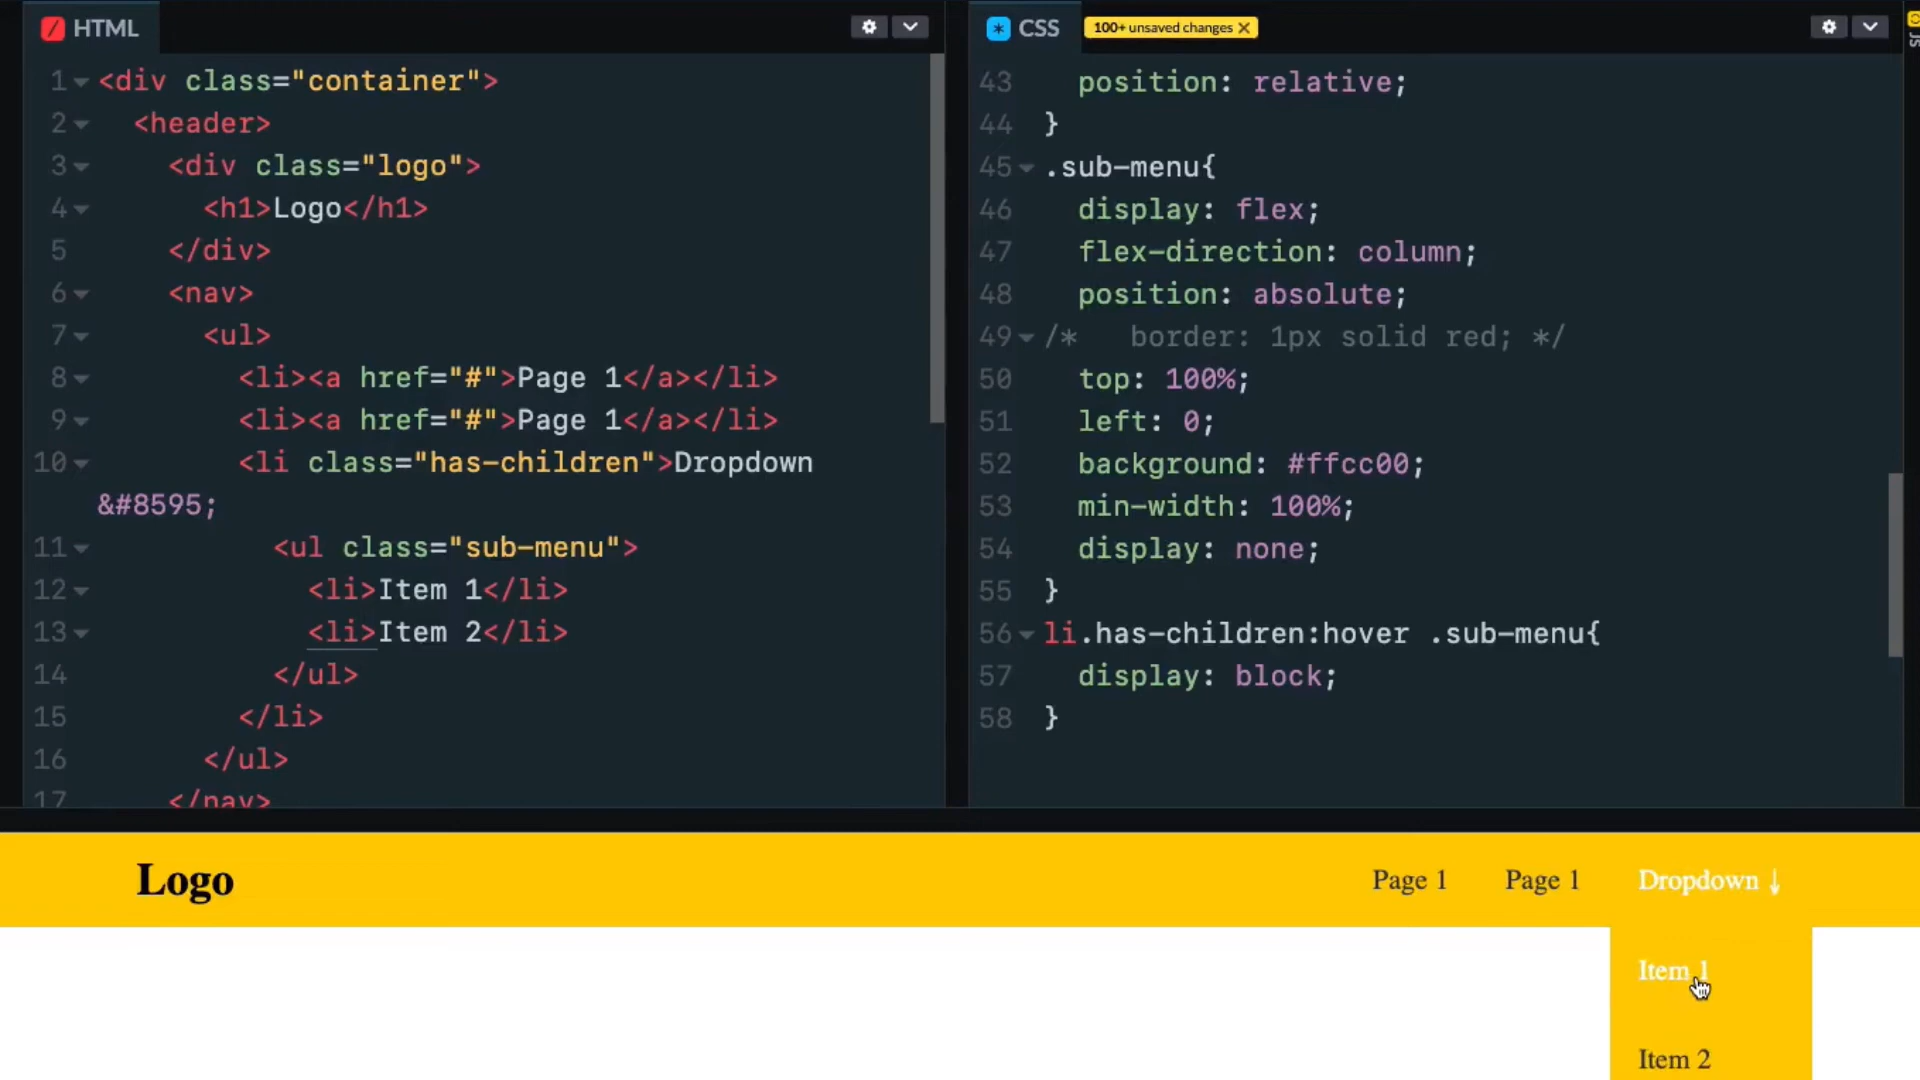 HTML
1 <div class="container">
2 <header>
3 <div class="logo">
4 <h1>Logo</h1>
5 </div>
6 <nav>
7 <ul>
8 <li><a href="#">Page 1</a></li>
9 <li><a href="#">Page 1</a></li>
10 <li class="has-children">Dropdown
&#8595;
11 <ul class="sub-menu">
12 <li>Item 1</li>
13 <li>Item 2</li>
14 </ul>
15 </li>
16 </ul>
17 </nav>
CSS 100+ unsaved changes X
43 position: relative;
44 }
45 .sub-menu{
46 display: flex;
47 flex-direction: column;
48 position: absolute;
49 /* border: 1px solid red; */
50 top: 100%;
51 left: 0;
52 background: #ffcc00;
53 min-width: 100%;
54 display: none;
55 }
56 li.has-children:hover .sub-menu{
57 display: block;
58 }
JS
Logo Page 1 Page 1 Dropdown ↓
Item 1
Item 2